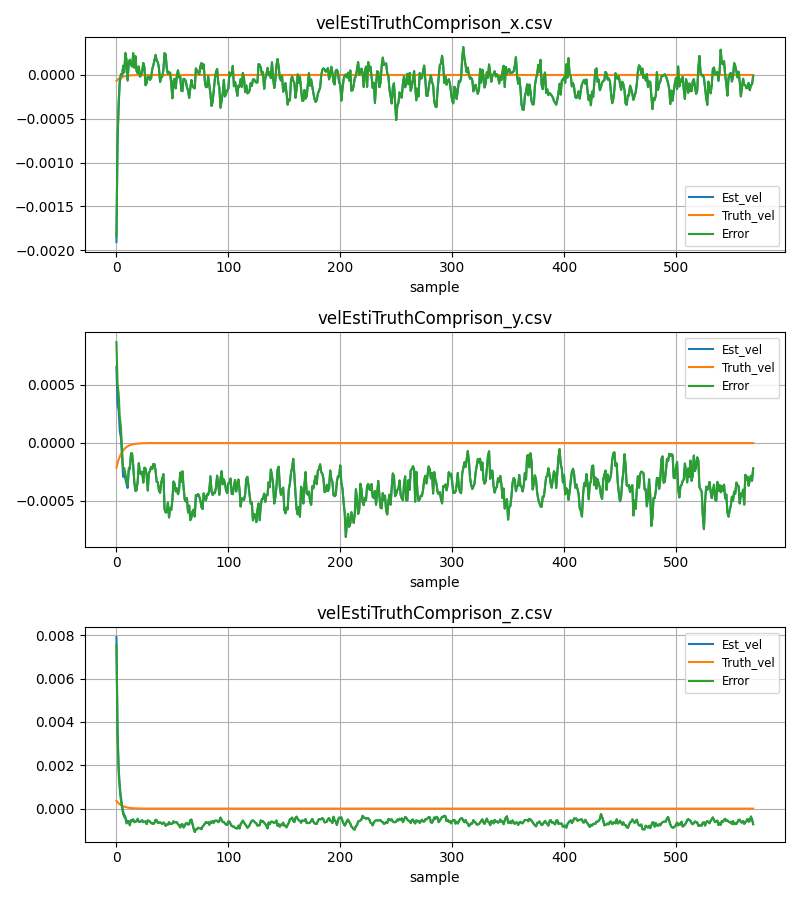 velEstiTruthComprison_x.csv
0.0000
−0.0005
−0.0010
−0.0015
−0.0020
Est_vel
Truth_vel
Error
0 100 200 300 400 500
sample
velEstiTruthComprison_y.csv
0.0005
0.0000
−0.0005
Est_vel
Truth_vel
Error
0 100 200 300 400 500
sample
velEstiTruthComprison_z.csv
0.008
0.006
0.004
0.002
0.000
Est_vel
Truth_vel
Error
0 100 200 300 400 500
sample